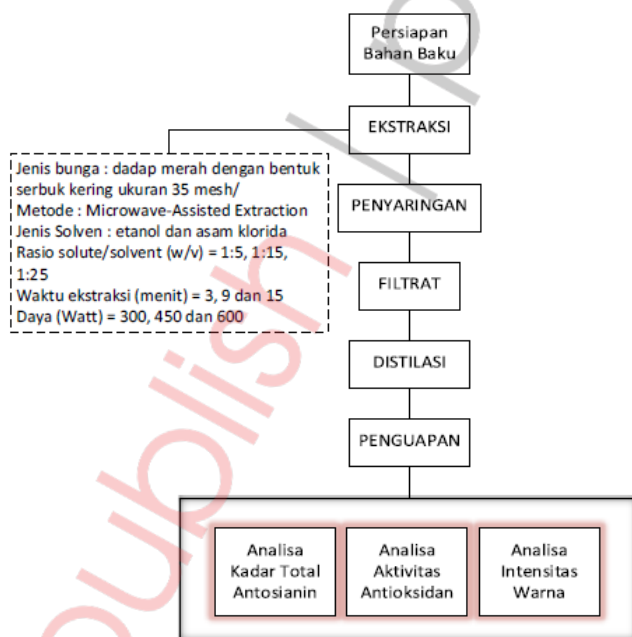 Persiapan
Bahan Baku
EKSTRAKSI
Jenis bunga : dadap merah dengan bentuk
serbuk kering ukuran 35 mesh/
Metode : Microwave-Assisted Extraction
Jenis Solven : etanol dan asam klorida
Rasio solute/solvent (w/v) = 1:5, 1:15,
1:25
Waktu ekstraksi (menit) = 3, 9 dan 15
Daya (Watt) = 300, 450 dan 600
PENYARINGAN
FILTRAT
DISTILASI
PENGUAPAN
Analisa
Kadar Total
Antosianin
Analisa
Aktivitas
Antioksidan
Analisa
Intensitas
Warna
publish